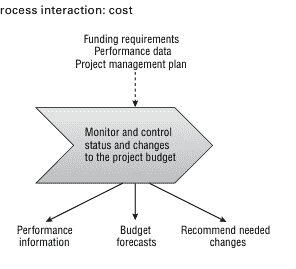 rocess interaction: cost
Funding requirements
Performance data
Project management plan
Monitor and control
status and changes
to the project budget
Performance
information
Budget
forecasts
Recommend needed
changes